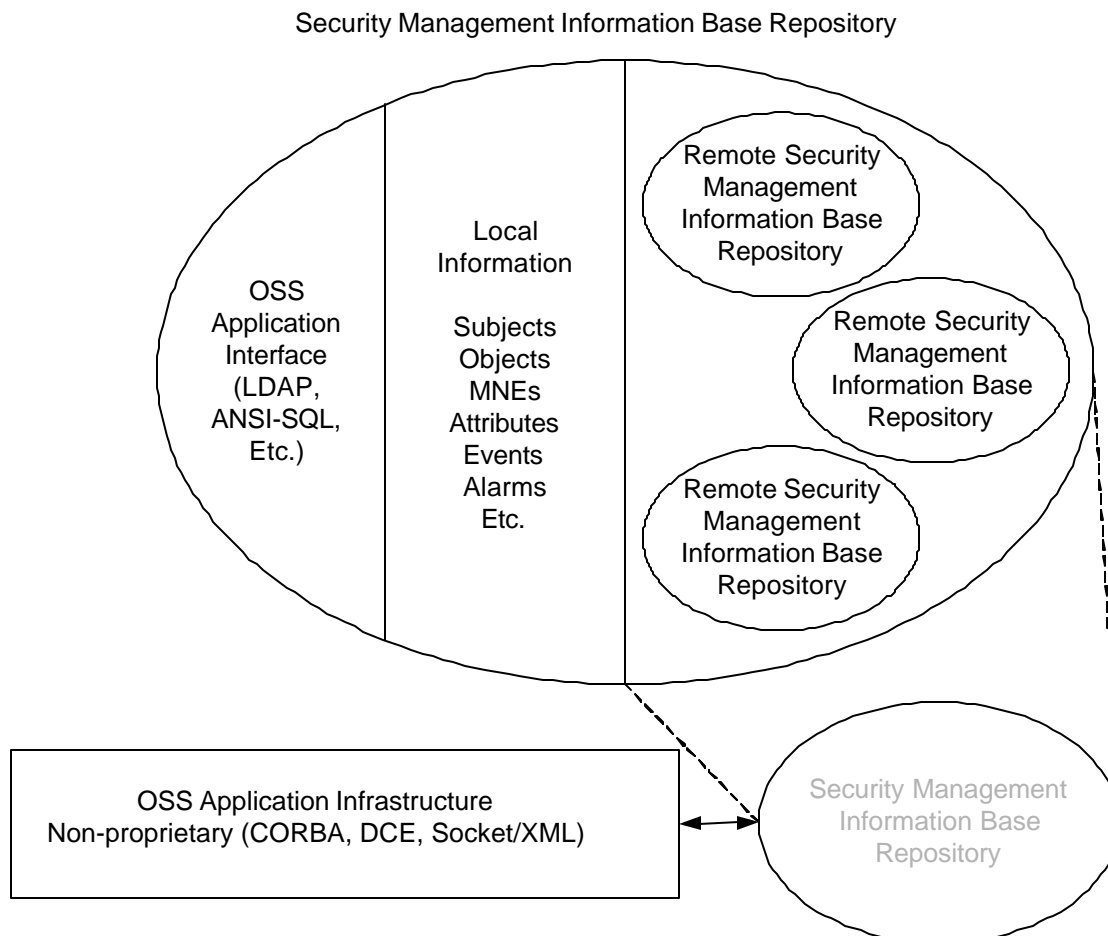 Security Management Information Base Repository
OSS
Application
Interface
(LDAP,
ANSI-SQL,
Etc.)
Local
Information
Subjects
Objects
MNEs
Attributes
Events
Alarms
Etc.
Remote Security
Management
Information Base
Repository
Remote Security
Management
Information Base
Repository
Remote Security
Management
Information Base
Repository
OSS Application Infrastructure
Non-proprietary (CORBA, DCE, Socket/XML)
Security Management
Information Base
Repository